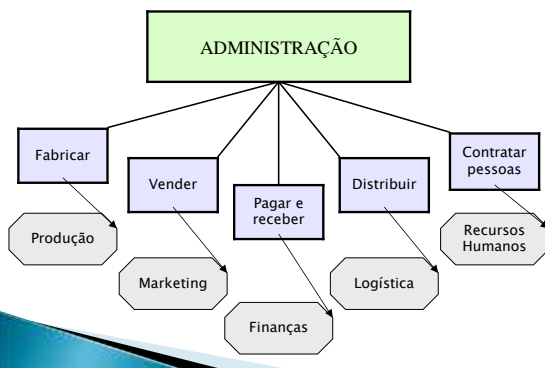 ADMINISTRAÇÃO
Fabricar
Vender
Pagar e
receber
Distribuir
Contratar
pessoas
Produção
Marketing
Finanças
Logística
Recursos
Humanos